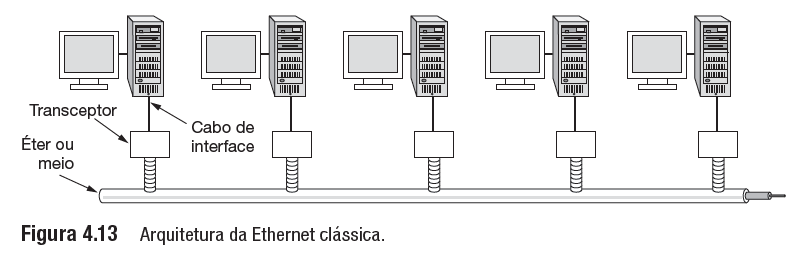 Transceptor
Cabo de
interface
Éter ou
meio
Figura 4.13 Arquitetura da Ethernet clássica.